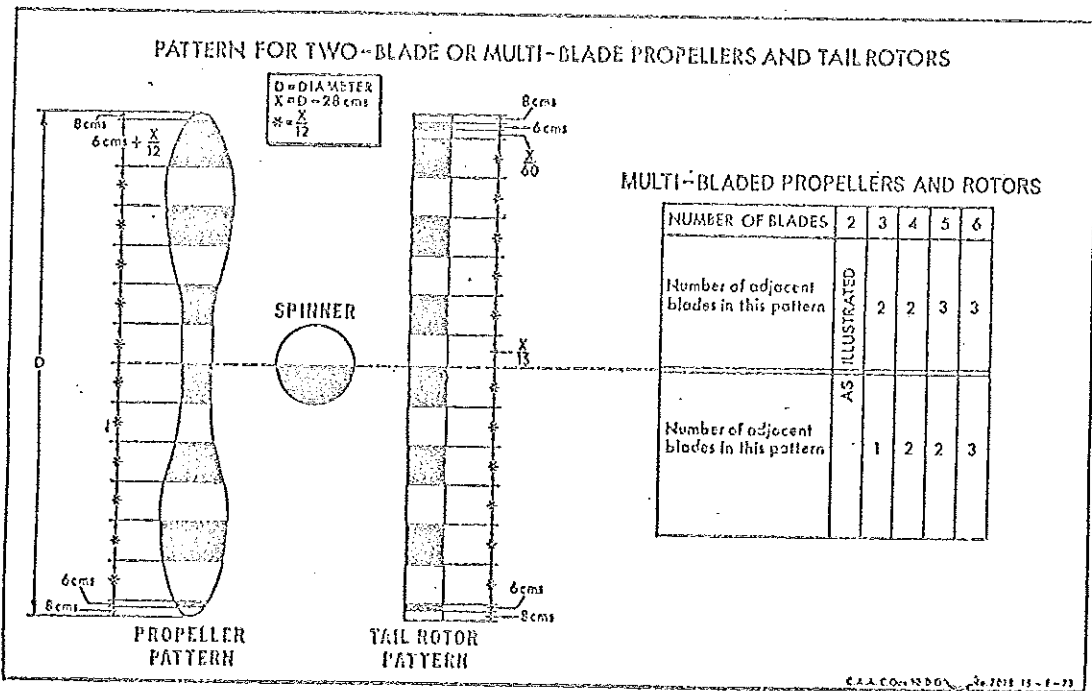 PATTERN FOR TWO-BLADE OR MULTI-BLADE PROPELLERS AND TAIL ROTORS
D = DIAMETER
X = D - 28 cms
* = X/12
8cms
6cms + X/12
8cms
6cms
X/60
MULTI-BLADED PROPELLERS AND ROTORS
NUMBER OF BLADES 2 3 4 5 6
Number of adjacent
blades in this pattern
2 2 3 3
AS ILLUSTRATED
SPINNER
D
X/13
Number of adjacent
blades in this pattern
1 2 2 3
6cms
8cms
6cms
8cms
PROPELLER
PATTERN
TAIL ROTOR
PATTERN